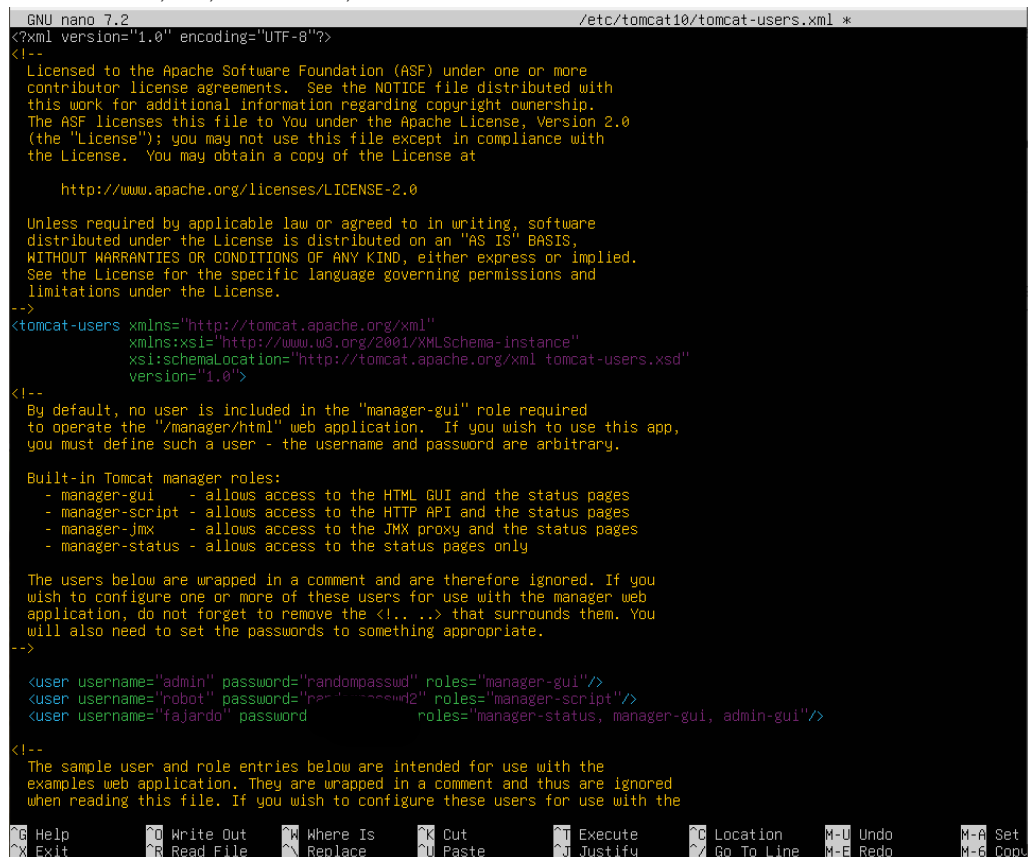 GNU nano 7.2 /etc/tomcat10/tomcat-users.xml *
<?xml version="1.0" encoding="UTF-8"?>
<!--
  Licensed to the Apache Software Foundation (ASF) under one or more
  contributor license agreements.  See the NOTICE file distributed with
  this work for additional information regarding copyright ownership.
  The ASF licenses this file to You under the Apache License, Version 2.0
  (the "License"); you may not use this file except in compliance with
  the License.  You may obtain a copy of the License at

      http://www.apache.org/licenses/LICENSE-2.0

  Unless required by applicable law or agreed to in writing, software
  distributed under the License is distributed on an "AS IS" BASIS,
  WITHOUT WARRANTIES OR CONDITIONS OF ANY KIND, either express or implied.
  See the License for the specific language governing permissions and
  limitations under the License.
-->
<tomcat-users xmlns="http://tomcat.apache.org/xml"
              xmlns:xsi="http://www.w3.org/2001/XMLSchema-instance"
              xsi:schemaLocation="http://tomcat.apache.org/xml tomcat-users.xsd"
              version="1.0">
<!--
  By default, no user is included in the "manager-gui" role required
  to operate the "/manager/html" web application.  If you wish to use this app,
  you must define such a user - the username and password are arbitrary.

  Built-in Tomcat manager roles:
    - manager-gui    - allows access to the HTML GUI and the status pages
    - manager-script - allows access to the HTTP API and the status pages
    - manager-jmx    - allows access to the JMX proxy and the status pages
    - manager-status - allows access to the status pages only

  The users below are wrapped in a comment and are therefore ignored. If you
  wish to configure one or more of these users for use with the manager web
  application, do not forget to remove the <!.. ..> that surrounds them. You
  will also need to set the passwords to something appropriate.
-->

  <user username="admin" password="randompasswd" roles="manager-gui"/>
  <user username="robot" roles="manager-script"/>
  <user username="fajardo" password roles="manager-status, manager-gui, admin-gui"/>

<!--
  The sample user and role entries below are intended for use with the
  examples web application. They are wrapped in a comment and thus are ignored
  when reading this file. If you wish to configure these users for use with the

^G Help ^O Write Out ^W Where Is ^K Cut ^T Execute ^C Location M-U Undo M-A Set
^X Exit ^R Read File ^\ Replace ^U Paste ^J Justify ^/ Go To Line M-E Redo M-6 Copy